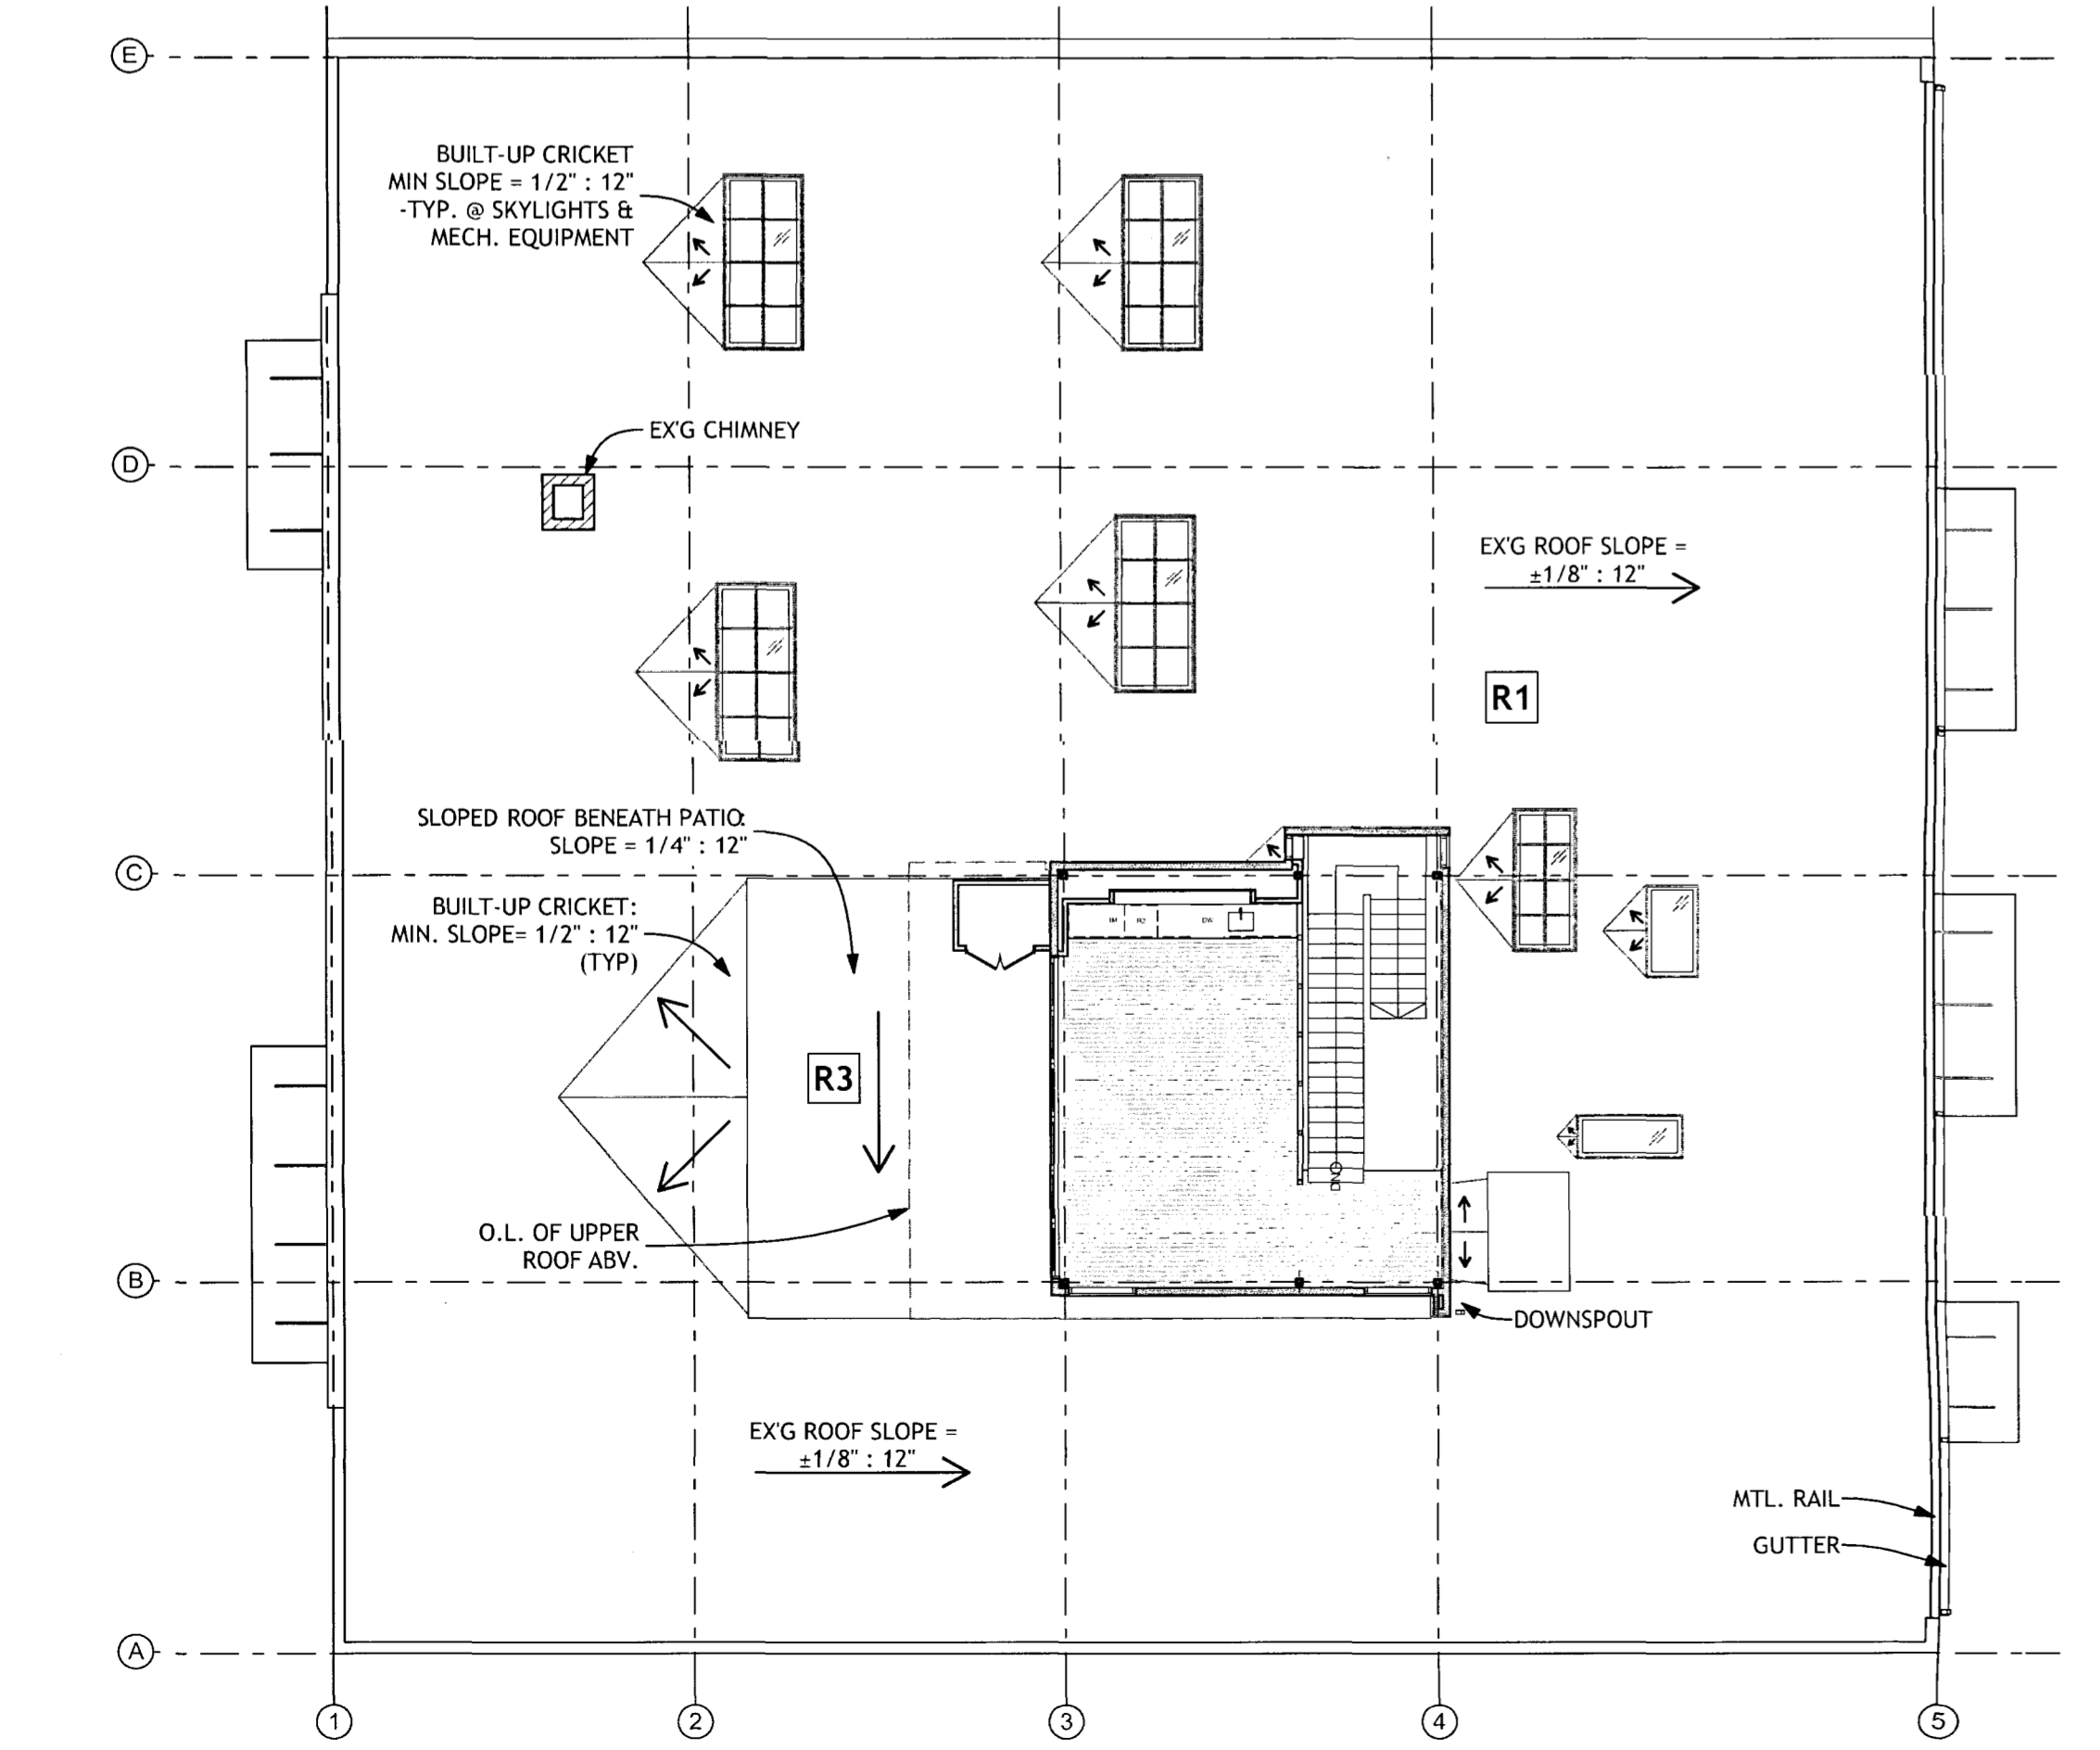 E
BUILT-UP CRICKET
MIN SLOPE = 1/2" : 12"
-TYP. @ SKYLIGHTS &
MECH. EQUIPMENT
EX'G CHIMNEY
D
EX'G ROOF SLOPE =
±1/8" : 12"
R1
SLOPED ROOF BENEATH PATIO:
SLOPE = 1/4" : 12"
C
BUILT-UP CRICKET:
MIN. SLOPE= 1/2" : 12"
(TYP)
DW
R3
DN
O.L. OF UPPER
ROOF ABV.
B
DOWNSPOUT
EX'G ROOF SLOPE =
±1/8" : 12"
MTL. RAIL
GUTTER
A
1
2
3
4
5